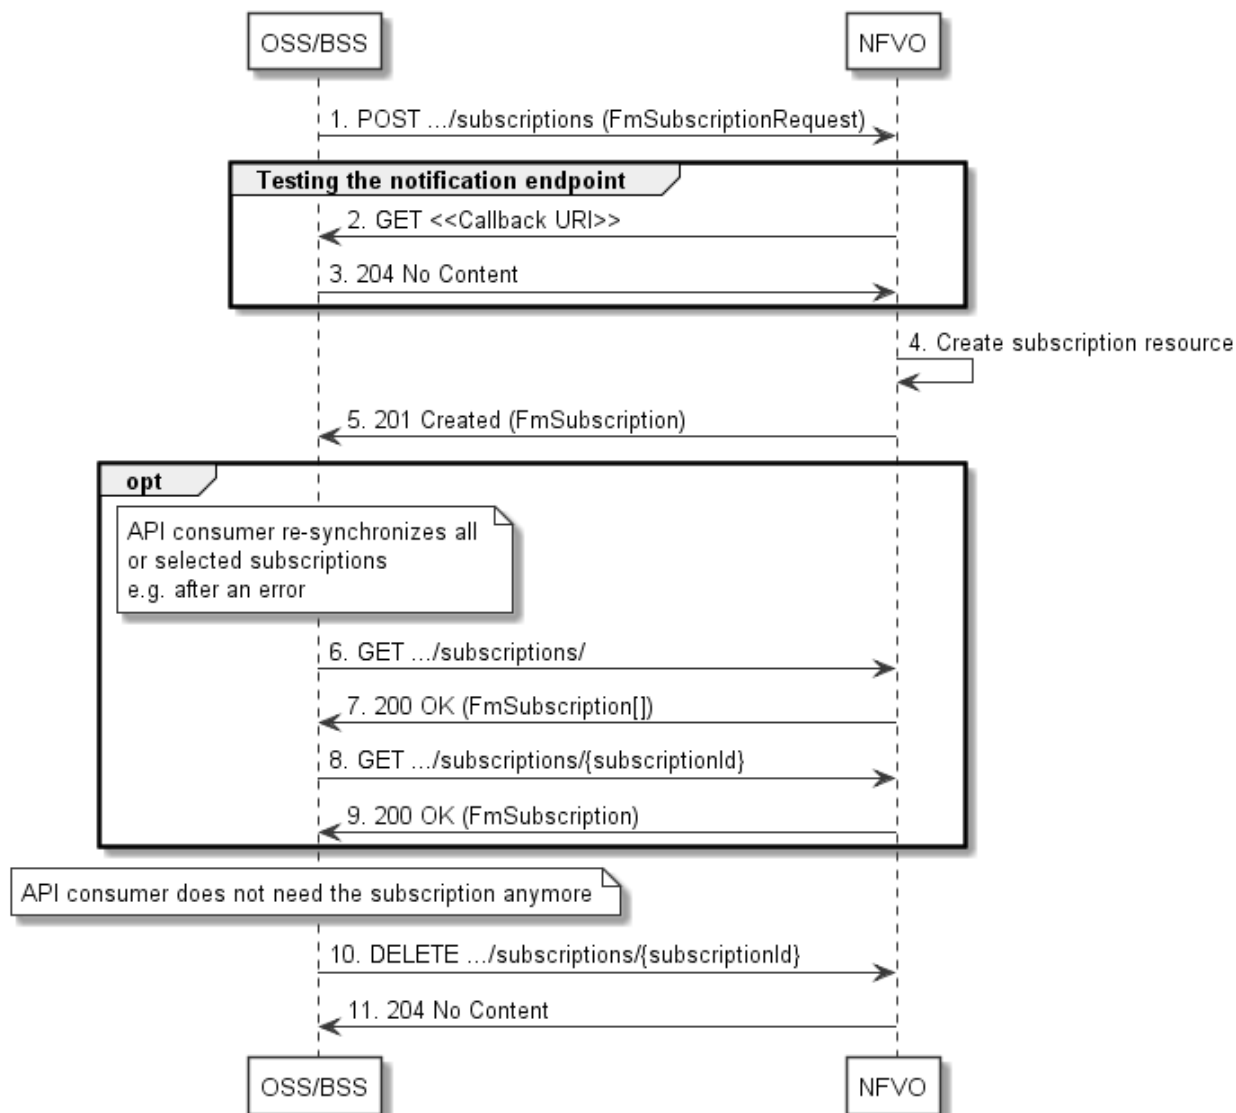 OSS/BSS
NFVO
1. POST .../subscriptions (FmSubscriptionRequest)
Testing the notification endpoint
2. GET <<Callback URI>>
3. 204 No Content
4. Create subscription resource
5. 201 Created (FmSubscription)
opt
API consumer re-synchronizes all
or selected subscriptions
e.g. after an error
6. GET .../subscriptions/
7. 200 OK (FmSubscription[])
8. GET .../subscriptions/{subscriptionId}
9. 200 OK (FmSubscription)
API consumer does not need the subscription anymore
10. DELETE .../subscriptions/{subscriptionId}
11. 204 No Content
OSS/BSS
NFVO